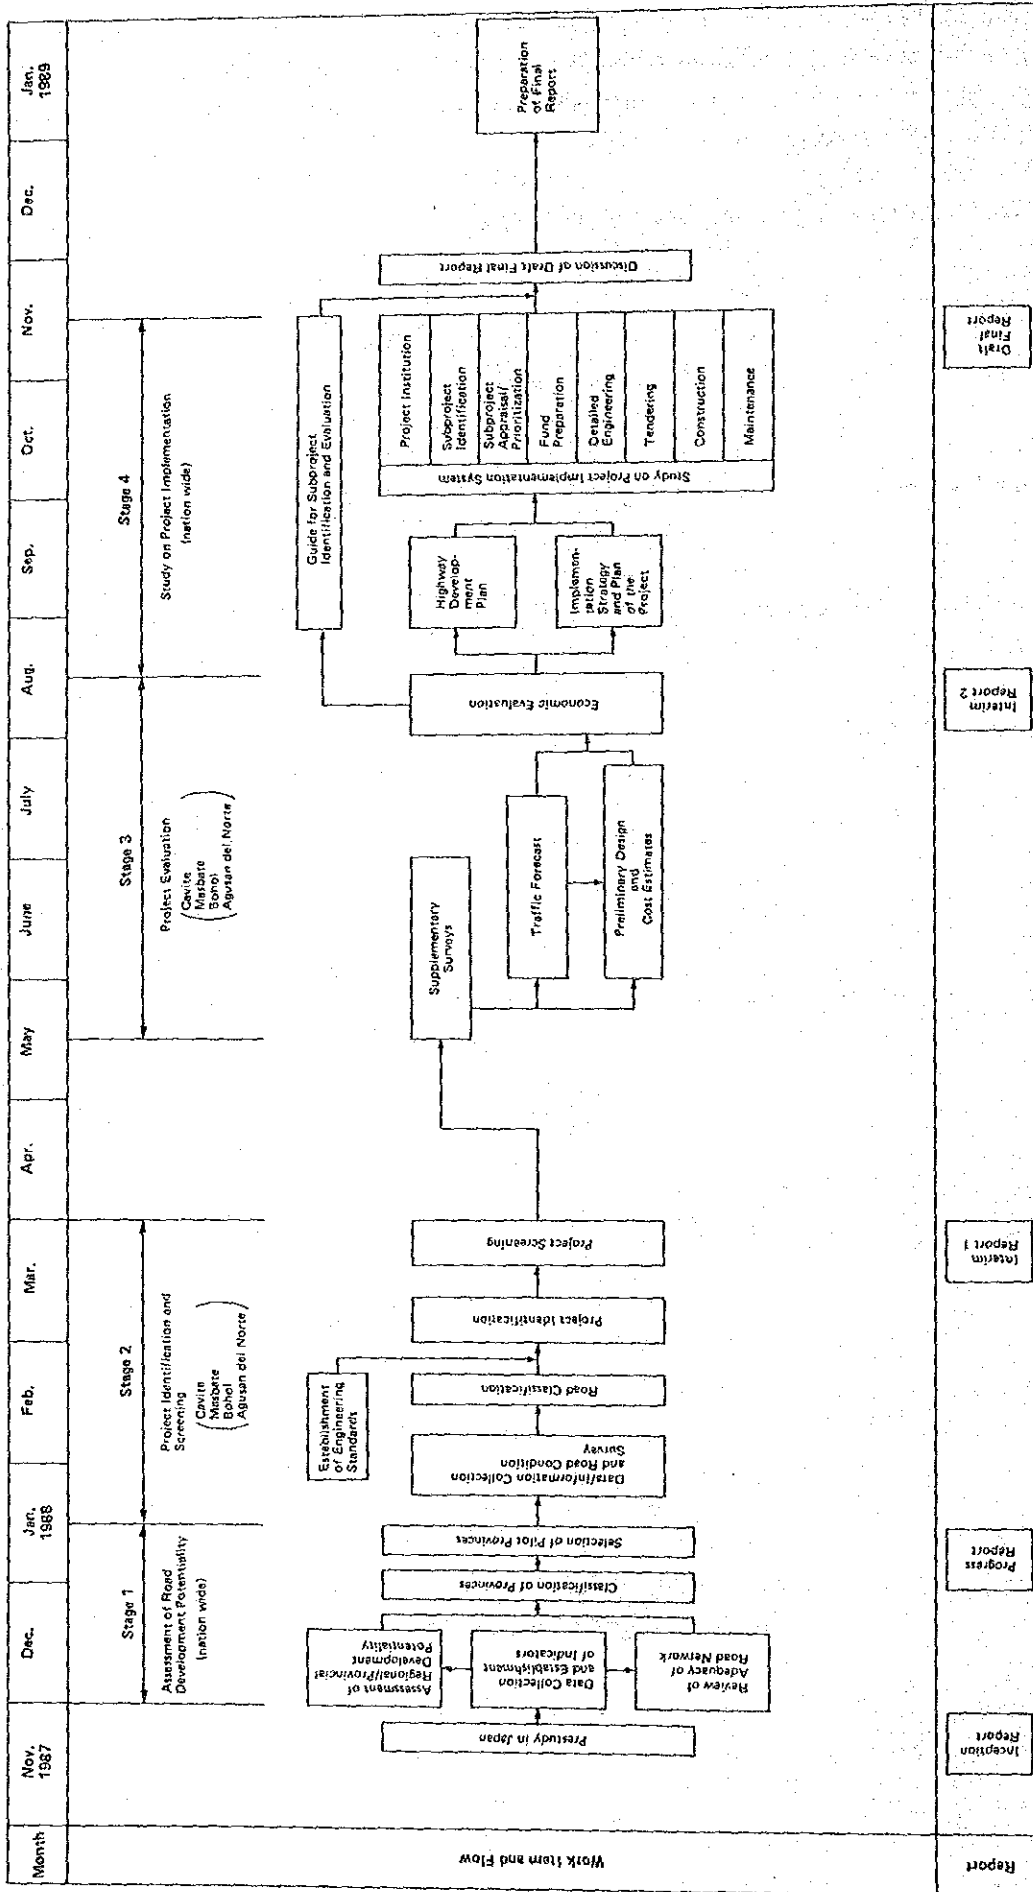 Month
Nov.
1987
Dec.
Jan.
1988
Feb.
Mar.
Apr.
May
June
July
Aug.
Sep.
Oct.
Nov.
Dec.
Jan.
1989
Work Item and Flow
Stage 1
Assessment of Road
Development Potentiality
(nation wide)
Stage 2
Project Identification and
Screening
(Cavite
Masbate
Bohol
Agusan del Norte)
Stage 3
Project Evaluation
(Cavite
Masbate
Bohol
Agusan del Norte)
Stage 4
Study on Project Implementation
(nation wide)
Prestudy in Japan
Assessment of
Regional/Provincial
Development
Potentiality
Data Collection
and Establishment
of Indicators
Review of
Adequacy of
Road Network
Classification of Provinces
Selection of Pilot Provinces
Data/Information Collection
and Road Condition
Survey
Establishment
of Engineering
Standards
Road Classification
Project Identification
Project Screening
Supplementary
Surveys
Traffic Forecast
Preliminary Design
and
Cost Estimates
Economic Evaluation
Guide for Subproject
Identification and Evaluation
Highway
Develop-
ment
Plan
Implemen-
tation
Strategy
and Plan
of the
Project
Study on Project Implementation System
Project Institution
Subproject
Identification
Subproject
Appraisal/
Prioritization
Fund
Preparation
Detailed
Engineering
Tendering
Construction
Maintenance
Discussion of Draft Final Report
Preparation
of Final
Report
Report
Inception
Report
Progress
Report
Interim
Report 1
Interim
Report 2
Draft
Final
Report